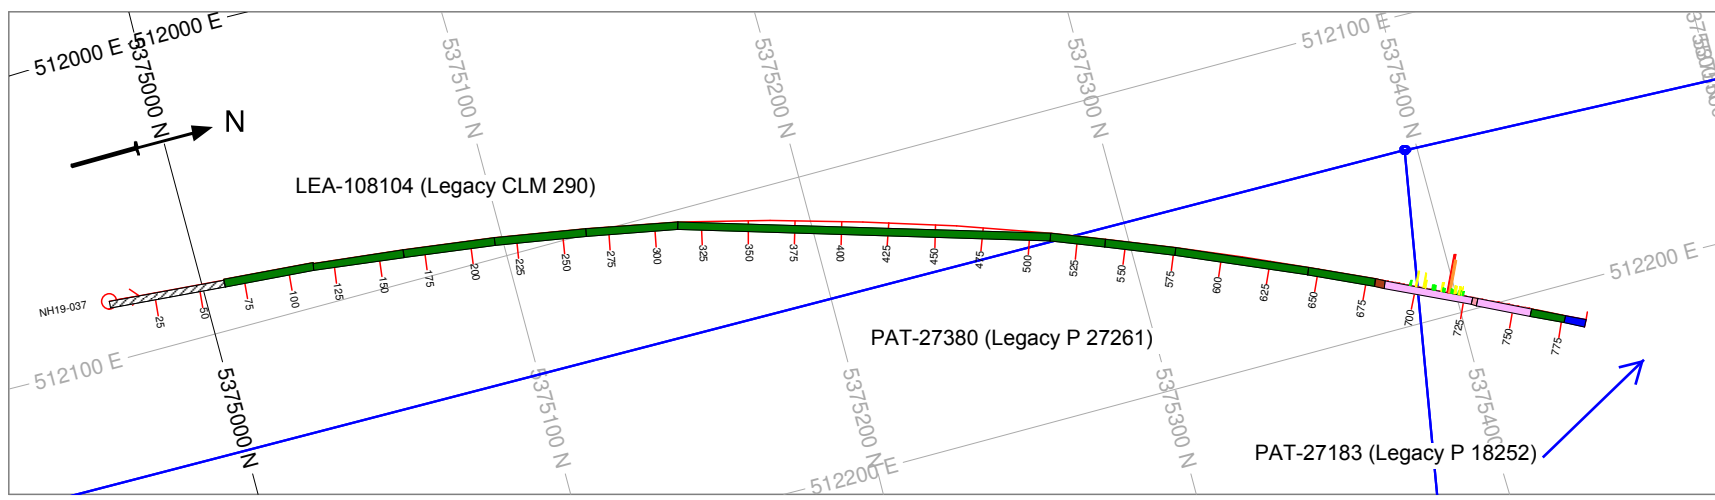 512000 E
512000 E
5375000 N
5375100 N
5375200 N
5375300 N
512100 E
5375400 N
N
LEA-108104 (Legacy CLM 290)
NH19-037
25
50
75
100
125
150
175
200
225
250
275
300
325
350
375
400
425
450
475
500
525
550
575
600
625
650
675
700
725
750
775
512200 E
PAT-27380 (Legacy P 27261)
512100 E
5375000 N
5375100 N
5375200 N
5375300 N
5375400
512200 E
PAT-27183 (Legacy P 18252)